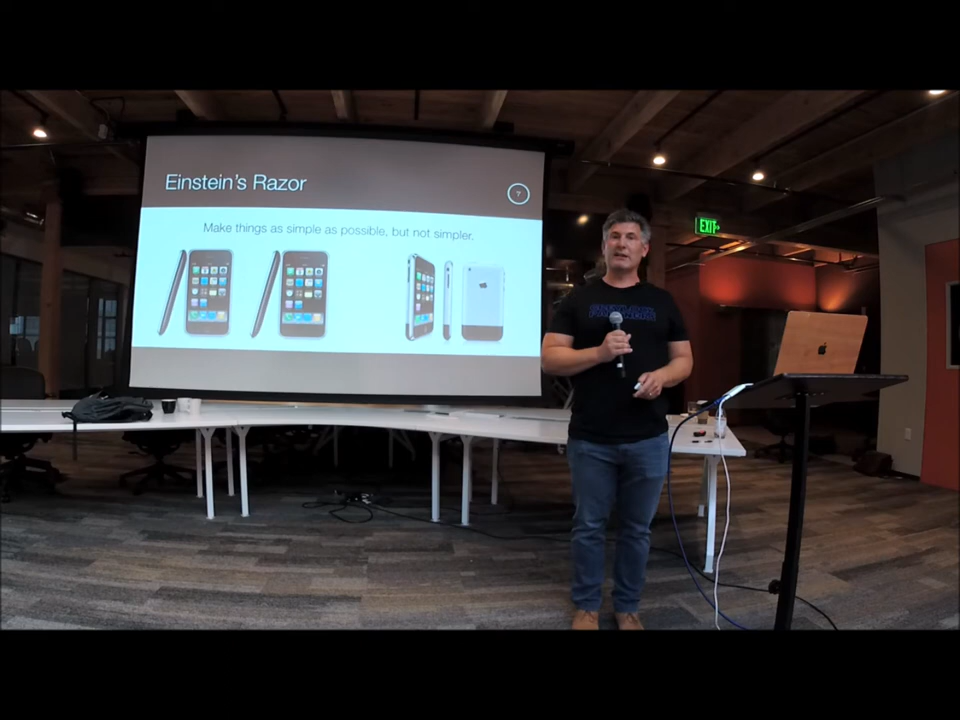 Einstein's Razor
?
Make things as simple as possible, but not simpler.
EXIT